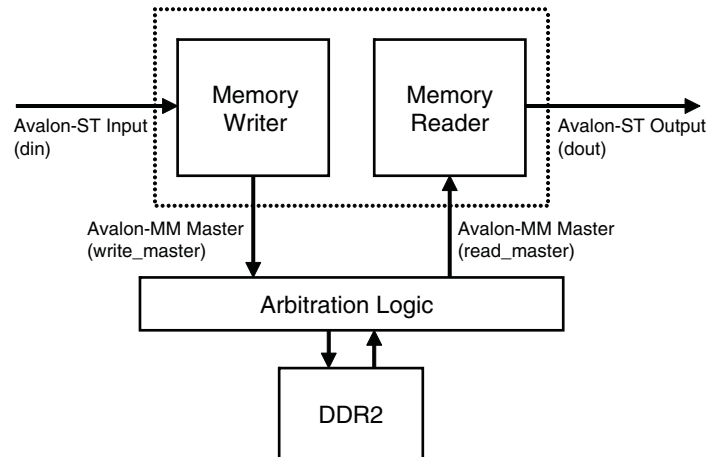 Memory
Writer
Memory
Reader
Avalon-ST Input
(din)
Avalon-ST Output
(dout)
Avalon-MM Master
(write_master)
Avalon-MM Master
(read_master)
Arbitration Logic
DDR2